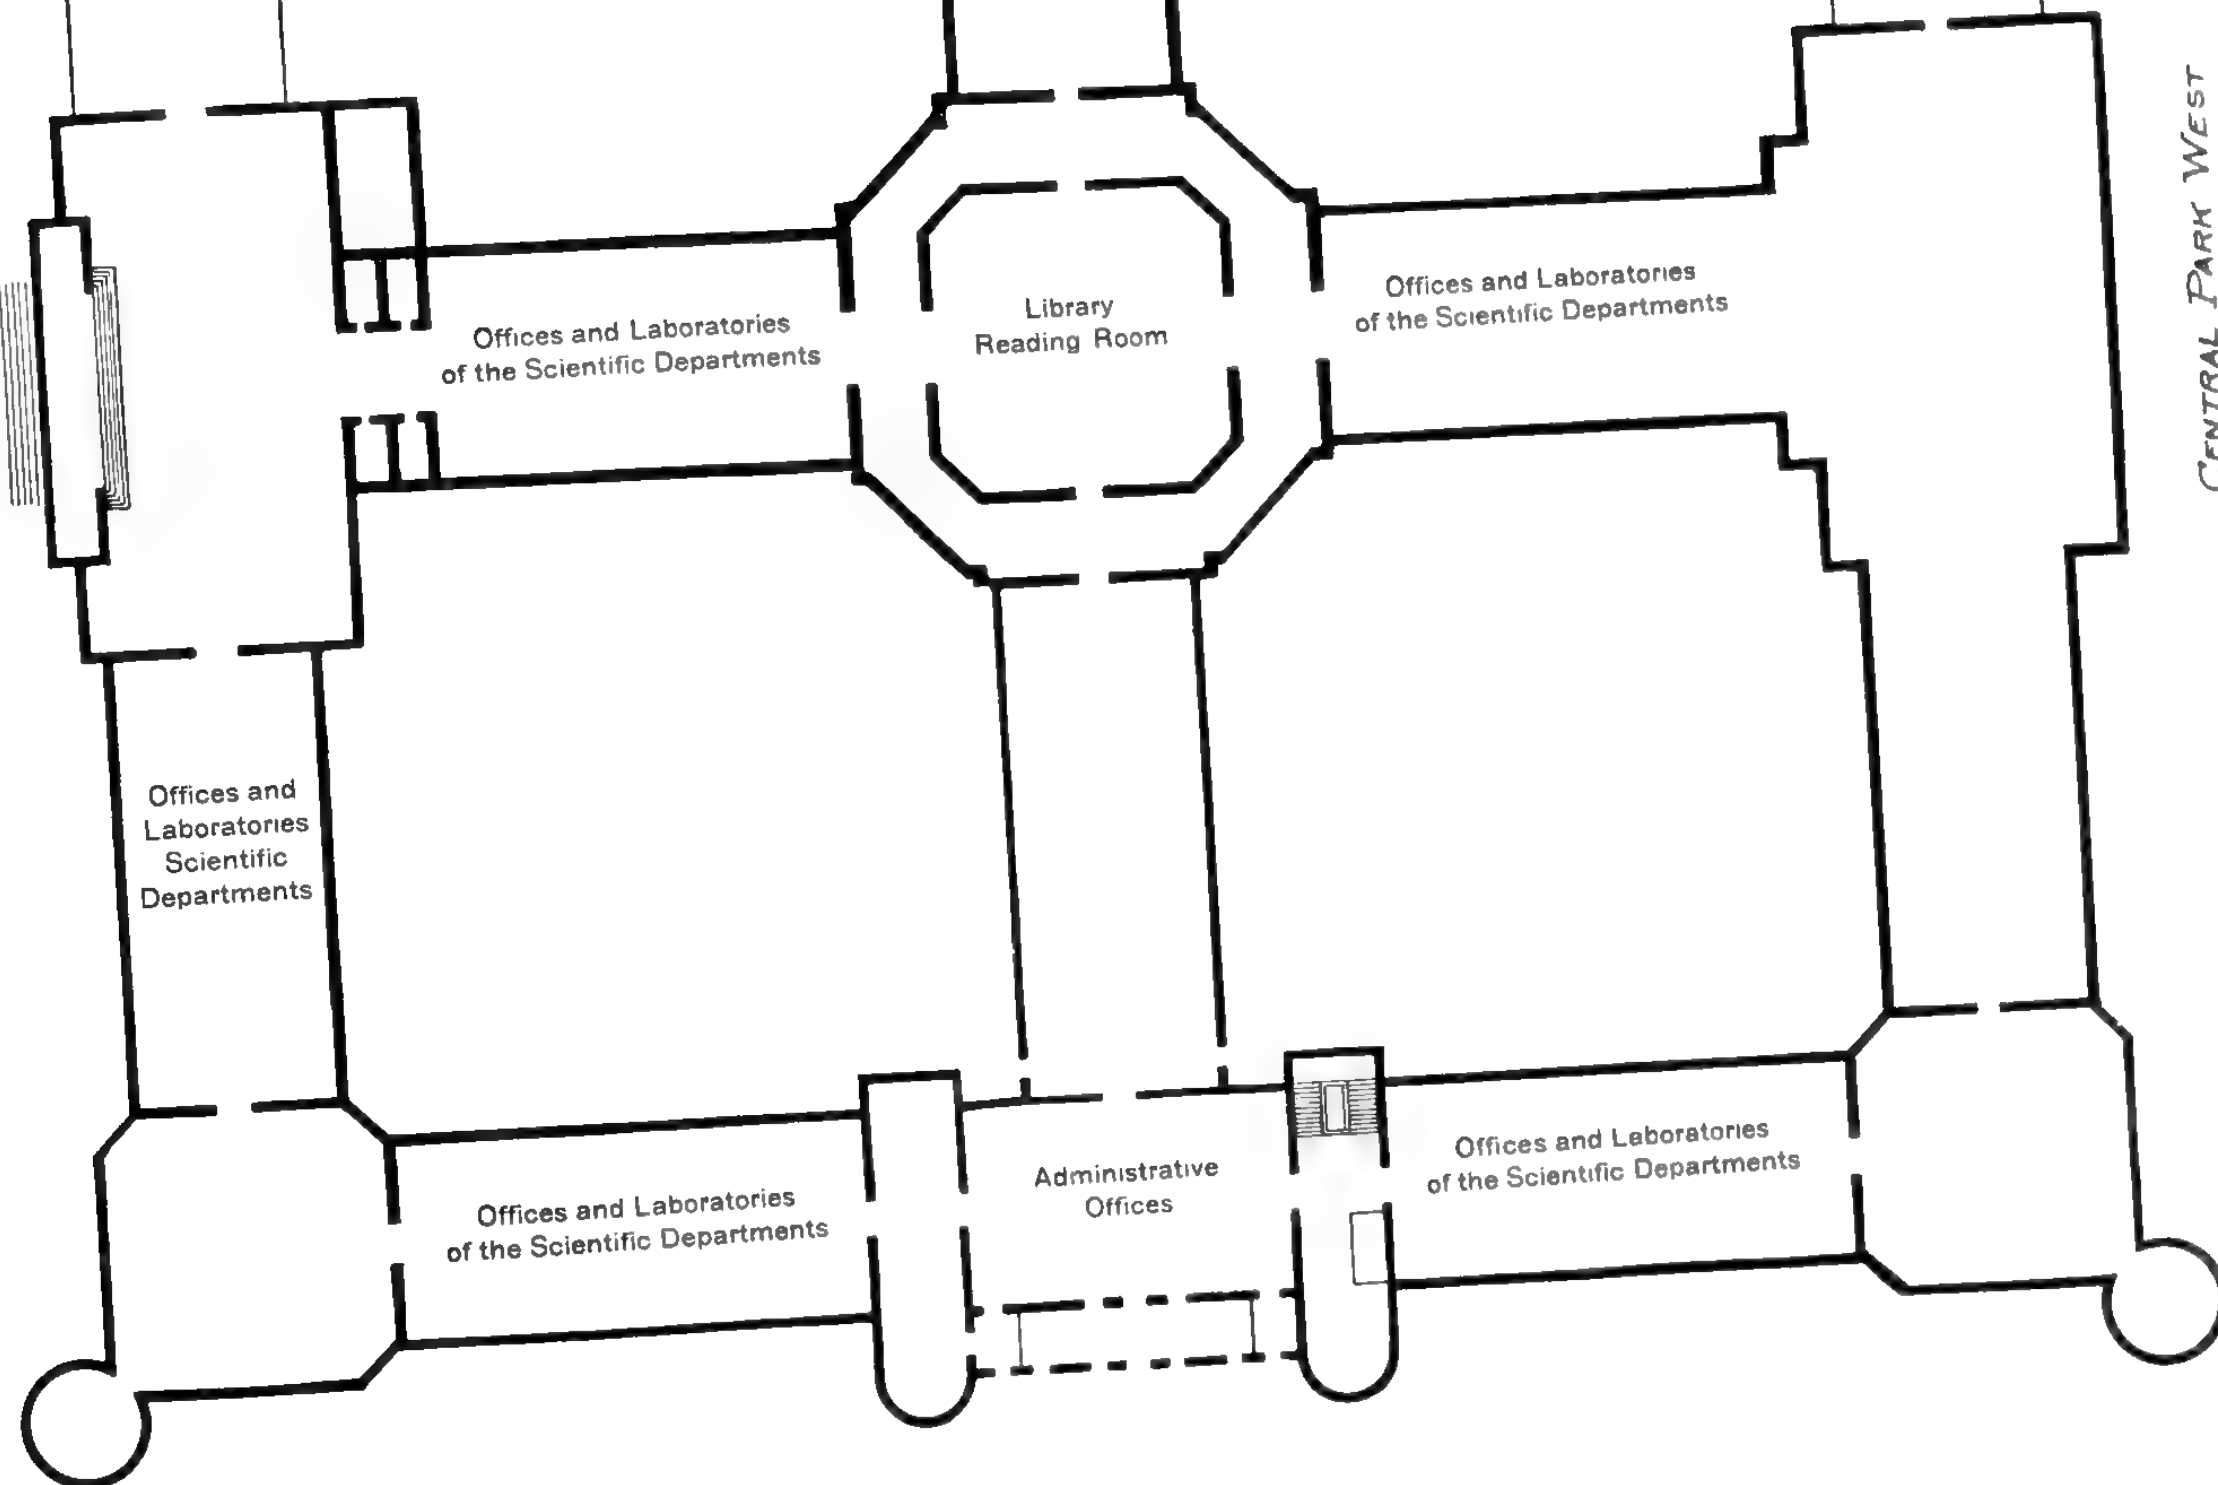 CENTRAL PARK WEST
Offices and Laboratories
of the Scientific Departments
Library
Reading Room
Offices and Laboratories
of the Scientific Departments
Offices and
Laboratories
Scientific
Departments
Offices and Laboratories
of the Scientific Departments
Administrative
Offices
Offices and Laboratories
of the Scientific Departments